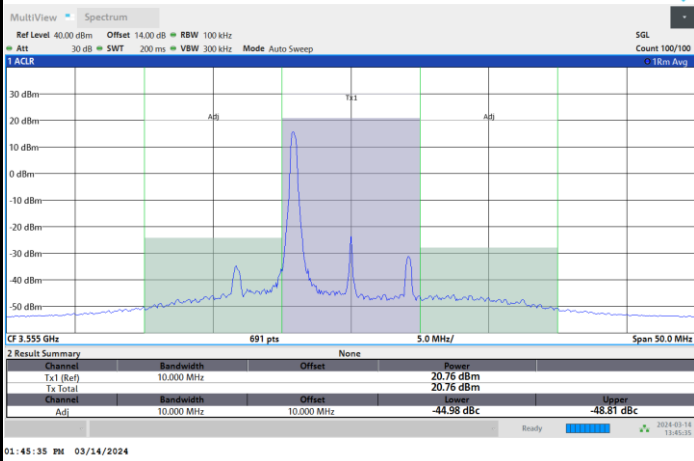 MultiView Spectrum
Ref Level 40.00 dBm Offset 14.00 dB RBW 100 kHz SGL
Att 30 dB SWT 200 ms VBW 300 kHz Mode Auto Sweep Count 100/100
1 ACLR 1Rm Avg
30 dBm
Tx1
20 dBm
Adj Adj
10 dBm
0 dBm
-10 dBm
-20 dBm
-30 dBm
-40 dBm
-50 dBm
CF 3.555 GHz 691 pts 5.0 MHz/ Span 50.0 MHz
2 Result Summary None
Channel Bandwidth Offset Power
Tx1 (Ref) 10.000 MHz 20.76 dBm
Tx Total 20.76 dBm
Channel Bandwidth Offset Lower Upper
Adj 10.000 MHz 10.000 MHz -44.98 dBc -48.81 dBc
Ready 2024-03-14
13:45:35
01:45:35 PM 03/14/2024